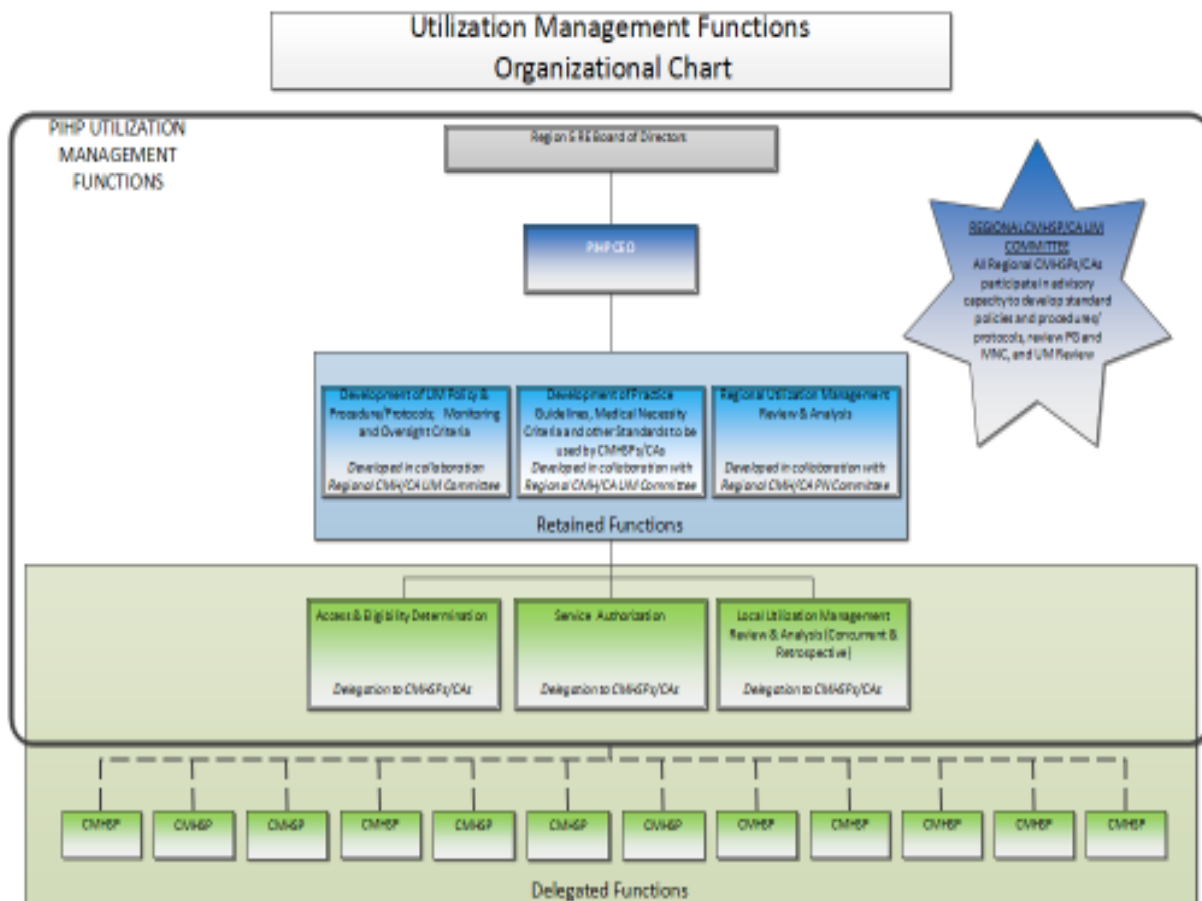 Utilization Management Functions
Organizational Chart
PIHP UTILIZATION
MANAGEMENT
FUNCTIONS
Region 5 RE Board of Directors
PIHP CEO
REGIONAL CMHSP/CA UM
COMMITTEE
All Regional CMHSPs/CAs
participate in advisory
capacity to develop standard
policies and procedures/
protocols, review PG and
MNC, and UM Review
Development of UM Policy &
Procedure/Protocols; Monitoring
and Oversight Criteria
Developed in collaboration
Regional CMH/CA UM Committee
Development of Practice
Guidelines, Medical Necessity
Criteria and other Standards to be
used by CMHSPs/CAs
Developed in collaboration with
Regional CMH/CA UM Committee
Regional Utilization Management
Review & Analysis
Developed in collaboration with
Regional CMH/CA PN Committee
Retained Functions
Access & Eligibility Determination
Delegation to CMHSPs/CAs
Service Authorization
Delegation to CMHSPs/CAs
Local Utilization Management
Review & Analysis (Concurrent &
Retrospective)
Delegation to CMHSPs/CAs
CMHSP
CMHSP
CMHSP
CMHSP
CMHSP
CMHSP
CMHSP
CMHSP
CMHSP
CMHSP
CMHSP
CMHSP
Delegated Functions